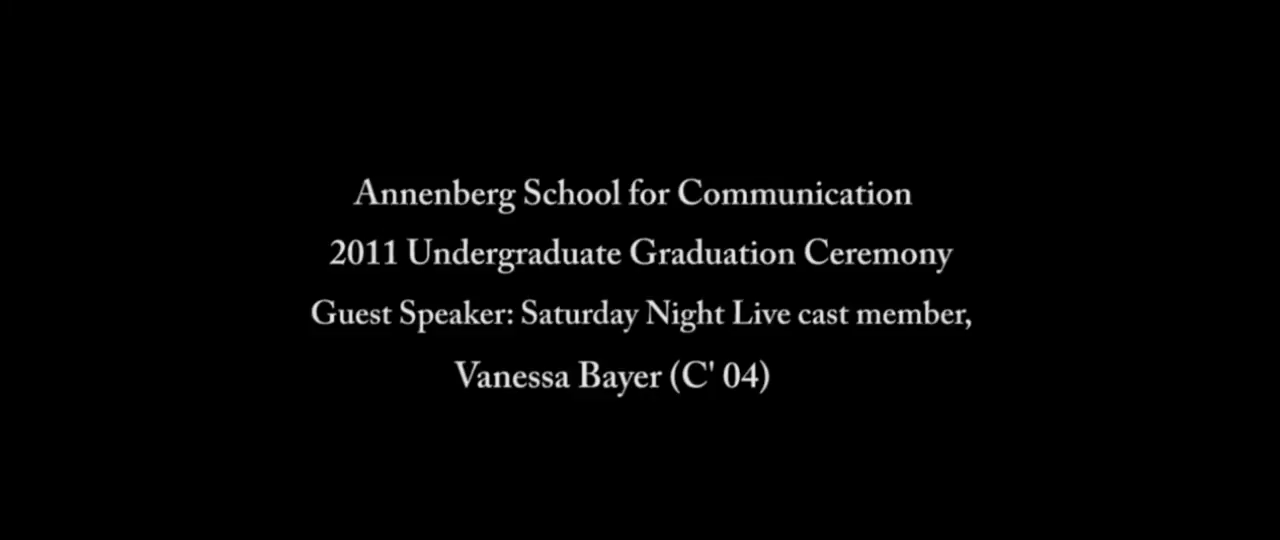 Annenberg School for Communication
2011 Undergraduate Graduation Ceremony
Guest Speaker: Saturday Night Live cast member,
Vanessa Bayer (C' 04)